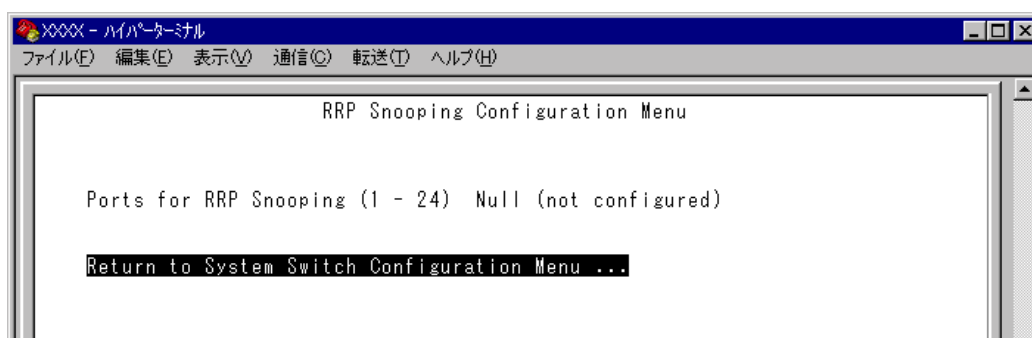 XXXX - ﾊｲﾊﾟｰﾀｰﾐﾅﾙ
ファイル(F) 編集(E) 表示(V) 通信(C) 転送(T) ヘルプ(H)
RRP Snooping Configuration Menu
Ports for RRP Snooping (1 - 24) Null (not configured)
Return to System Switch Configuration Menu ...